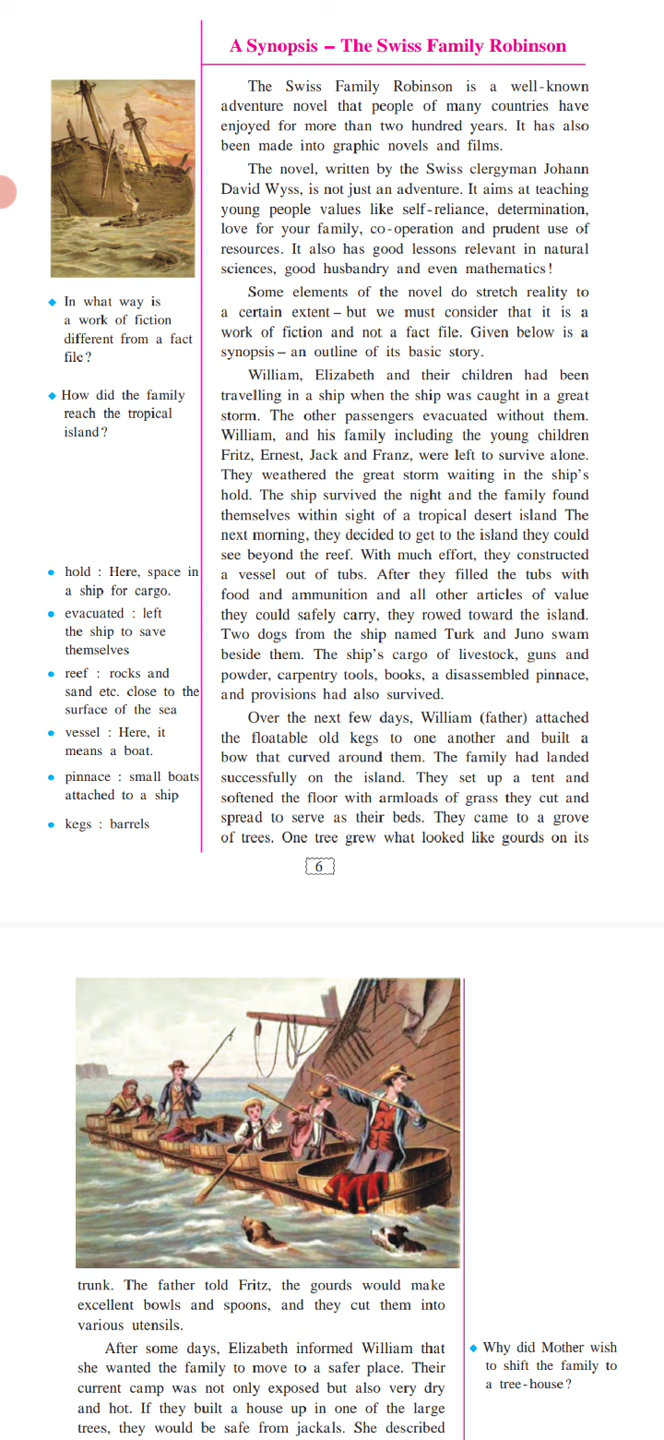 A Synopsis – The Swiss Family Robinson
The Swiss Family Robinson is a well-known
adventure novel that people of many countries have
enjoyed for more than two hundred years. It has also
been made into graphic novels and films.
The novel, written by the Swiss clergyman Johann
David Wyss, is not just an adventure. It aims at teaching
young people values like self-reliance, determination,
love for your family, co-operation and prudent use of
resources. It also has good lessons relevant in natural
sciences, good husbandry and even mathematics!
Some elements of the novel do stretch reality to
a certain extent – but we must consider that it is a
work of fiction and not a fact file. Given below is a
synopsis – an outline of its basic story.
William, Elizabeth and their children had been
travelling in a ship when the ship was caught in a great
storm. The other passengers evacuated without them.
William, and his family including the young children
Fritz, Ernest, Jack and Franz, were left to survive alone.
They weathered the great storm waiting in the ship's
hold. The ship survived the night and the family found
themselves within sight of a tropical desert island The
next morning, they decided to get to the island they could
see beyond the reef. With much effort, they constructed
a vessel out of tubs. After they filled the tubs with
food and ammunition and all other articles of value
they could safely carry, they rowed toward the island.
Two dogs from the ship named Turk and Juno swam
beside them. The ship's cargo of livestock, guns and
powder, carpentry tools, books, a disassembled pinnace,
and provisions had also survived.
Over the next few days, William (father) attached
the floatable old kegs to one another and built a
bow that curved around them. The family had landed
successfully on the island. They set up a tent and
softened the floor with armloads of grass they cut and
spread to serve as their beds. They came to a grove
of trees. One tree grew what looked like gourds on its
◆ In what way is
a work of fiction
different from a fact
file?
◆ How did the family
reach the tropical
island?
• hold : Here, space in
a ship for cargo.
• evacuated : left
the ship to save
themselves
• reef : rocks and
sand etc. close to the
surface of the sea
• vessel : Here, it
means a boat.
• pinnace : small boats
attached to a ship
• kegs : barrels
6
trunk. The father told Fritz, the gourds would make
excellent bowls and spoons, and they cut them into
various utensils.
After some days, Elizabeth informed William that
she wanted the family to move to a safer place. Their
current camp was not only exposed but also very dry
and hot. If they built a house up in one of the large
trees, they would be safe from jackals. She described
◆ Why did Mother wish
to shift the family to
a tree-house?